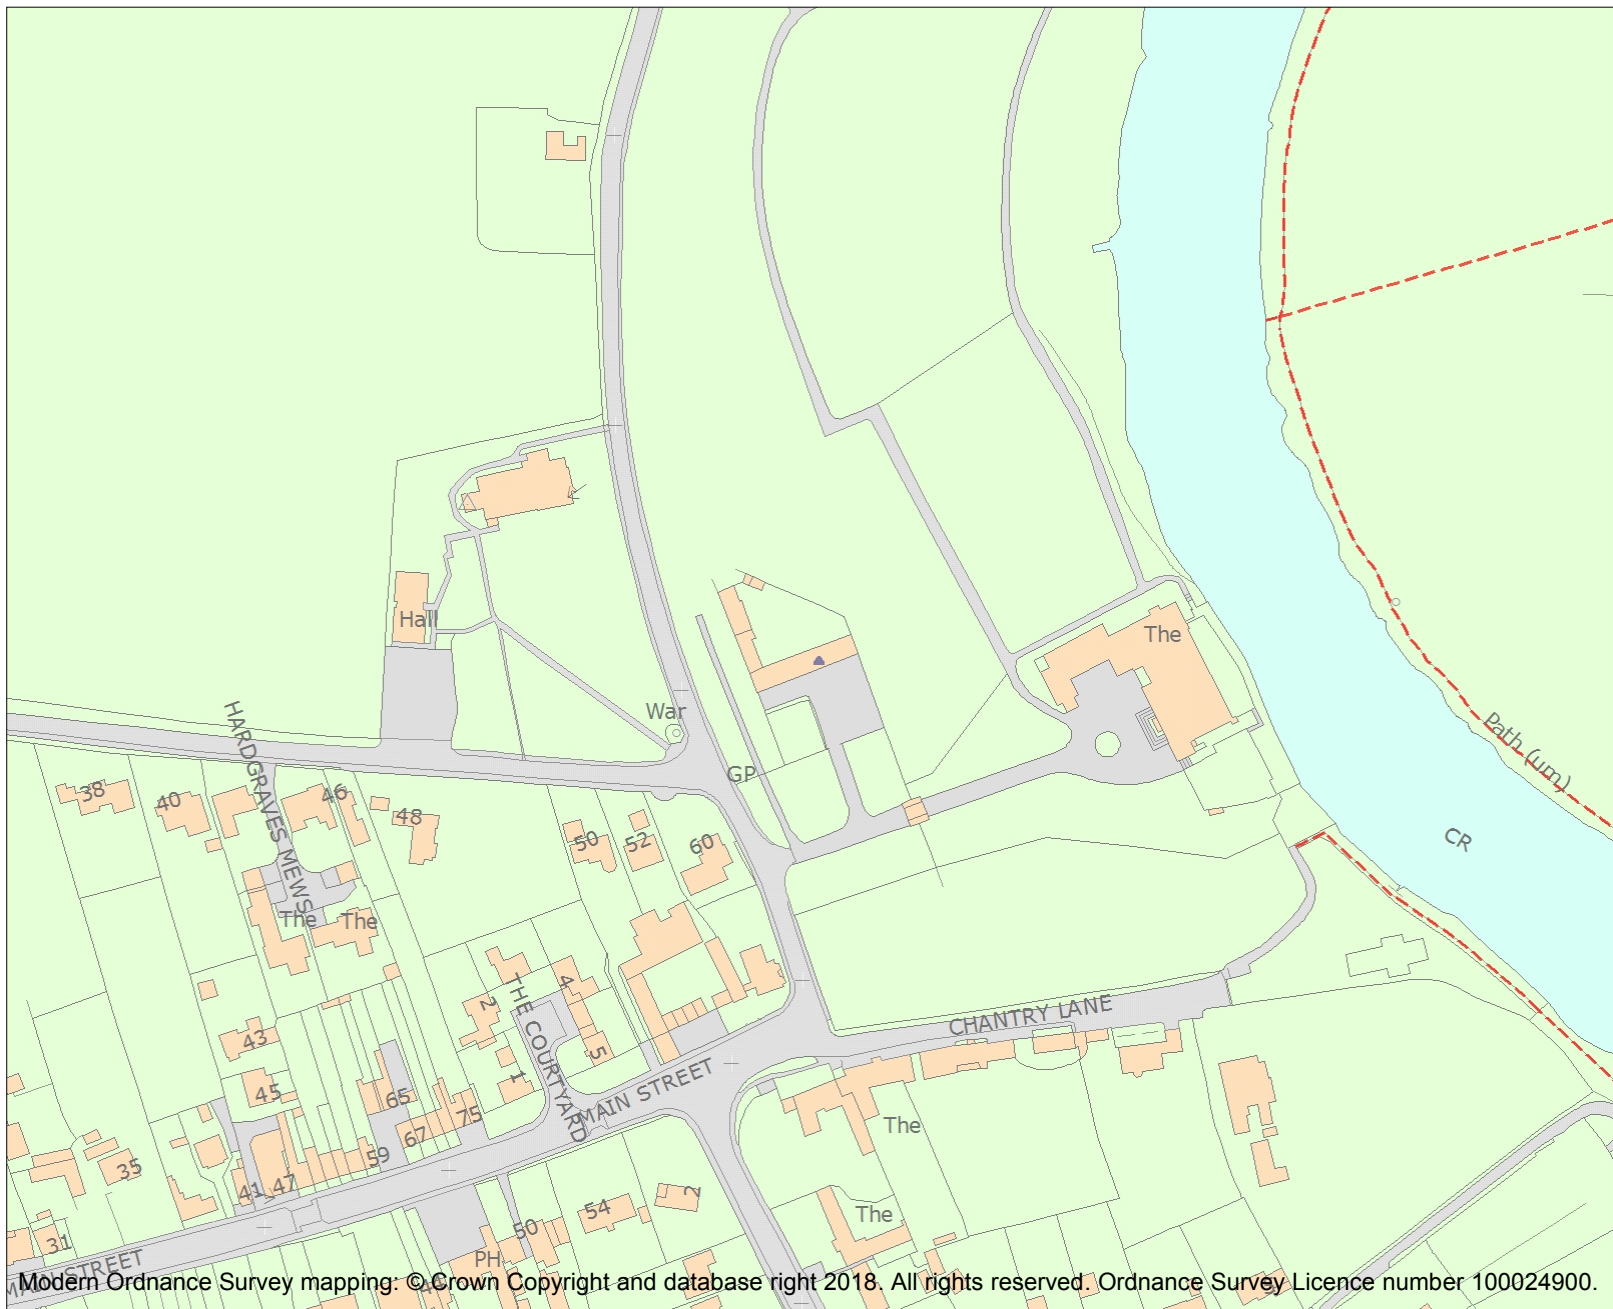 Hall
The
War
HARDGRAVES MEWS
Path (um)
GP
38
40
46
48
50
52
60
CR
The
The
2
4
THE COURTYARD
CHANTRY LANE
43
5
1
45
65
MAIN STREET
75
67
The
59
35
41
47
2
54
The
50
31
PH
MAIN STREET
Modern Ordnance Survey mapping: © Crown Copyright and database right 2018. All rights reserved. Ordnance Survey Licence number 100024900.